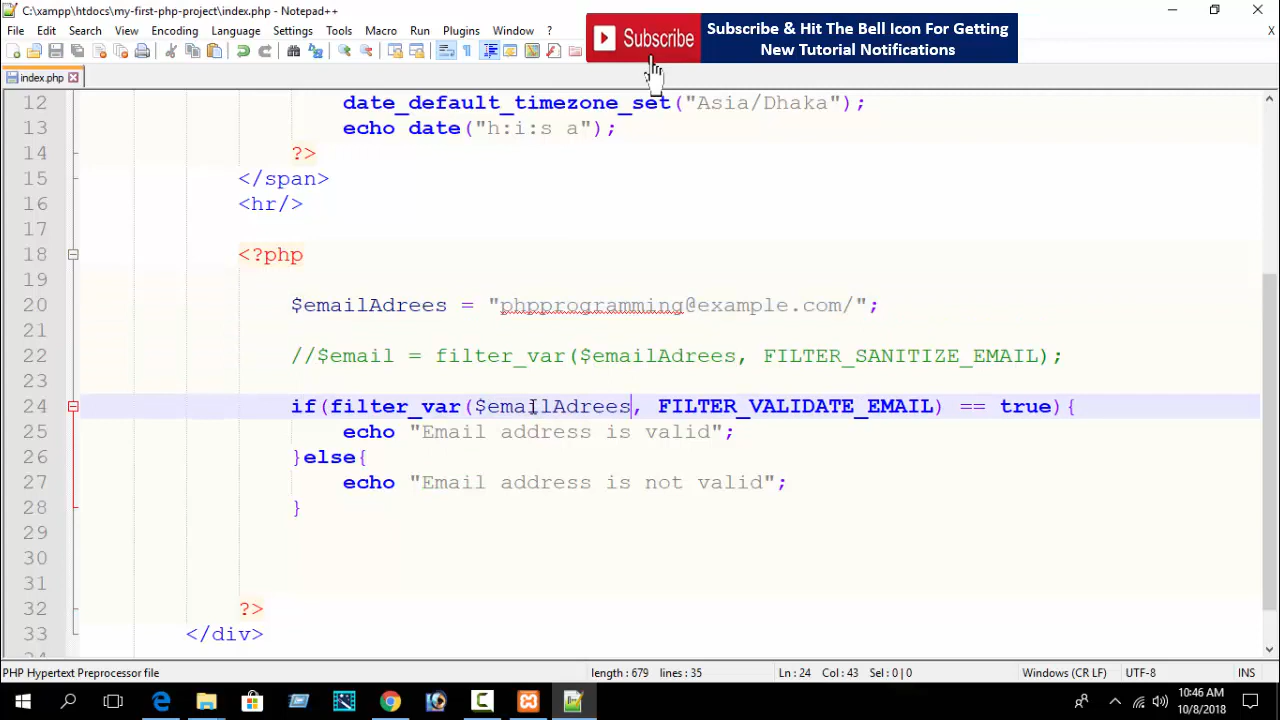 C:\xampp\htdocs\my-first-php-project\index.php - Notepad++
File Edit Search View Encoding Language Settings Tools Macro Run Plugins Window ?
X
Subscribe
Subscribe & Hit The Bell Icon For Getting
New Tutorial Notifications
index.php
12 date_default_timezone_set("Asia/Dhaka");
13 echo date("h:i:s a");
14 ?>
15 </span>
16 <hr/>
17
18 <?php
19
20 $emailAdrees = "phpprogramming@example.com/";
21
22 //$email = filter_var($emailAdrees, FILTER_SANITIZE_EMAIL);
23
24 if(filter_var($emailAdrees, FILTER_VALIDATE_EMAIL) == true){
25 echo "Email address is valid";
26 }else{
27 echo "Email address is not valid";
28 }
29
30
31
32 ?>
33 </div>
PHP Hypertext Preprocessor file length : 679 lines : 35 Ln : 24 Col : 43 Sel : 0 | 0 Windows (CR LF) UTF-8 INS
10:46 AM
10/8/2018